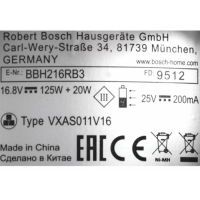 Robert Bosch Hausgeräte GmbH
Carl-Wery-Straße 34, 81739 München,
GERMANY www.bosch-home.com
E-Nr.: BBH216RB3 FD 9512
16.8V ⎓ 125W + 20W III 25V ⎓ 200mA
Type VXAS011V16
Made in China
Сделано в Китае EAC CE Ni-MH